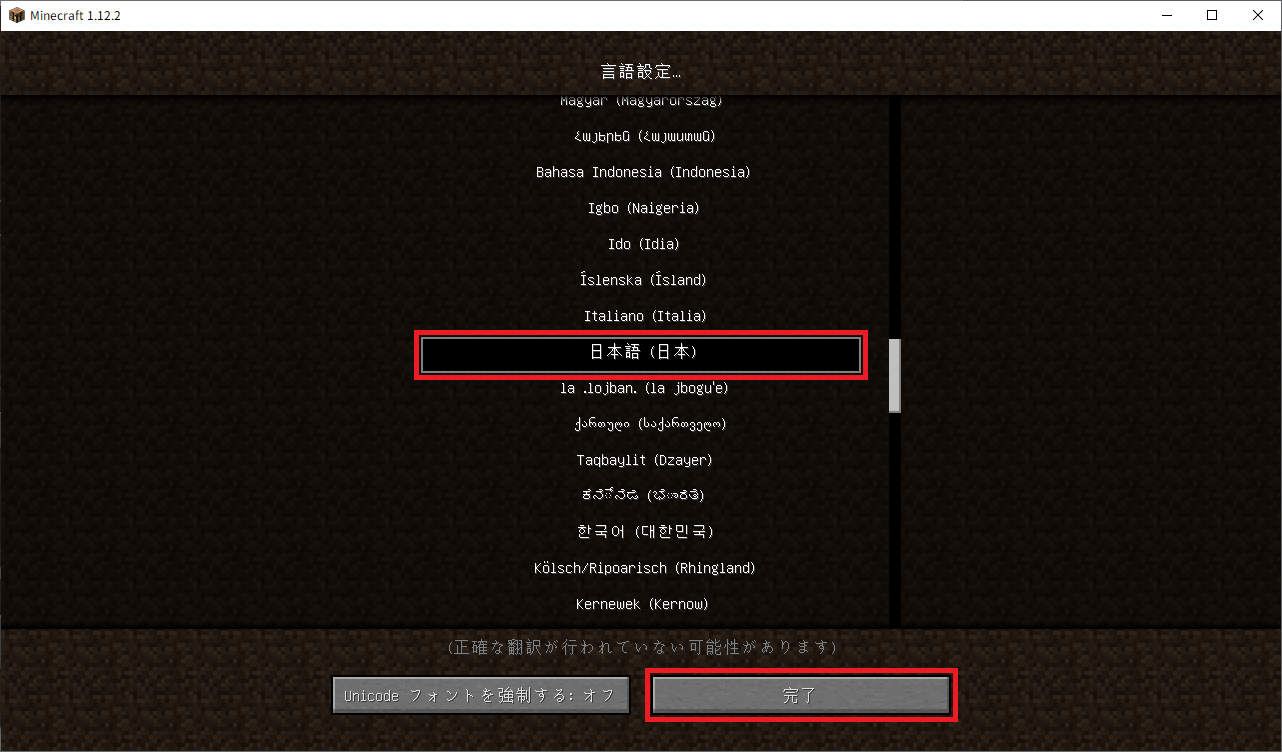 Minecraft 1.12.2
言語設定...
Magyar (Magyarország)
Հայերեն (Հայաստան)
Bahasa Indonesia (Indonesia)
Igbo (Naigeria)
Ido (Idia)
Íslenska (Ísland)
Italiano (Italia)
日本語 (日本)
la .lojban. (la jbogu'e)
ქართული (საქართველო)
Taqbaylit (Dzayer)
ಕನ್ನಡ (ಭಾರತ)
한국어 (대한민국)
Kölsch/Ripoarisch (Rhingland)
Kernewek (Kernow)
(正確な翻訳が行われていない可能性があります)
Unicode フォントを強制する: オフ
完了